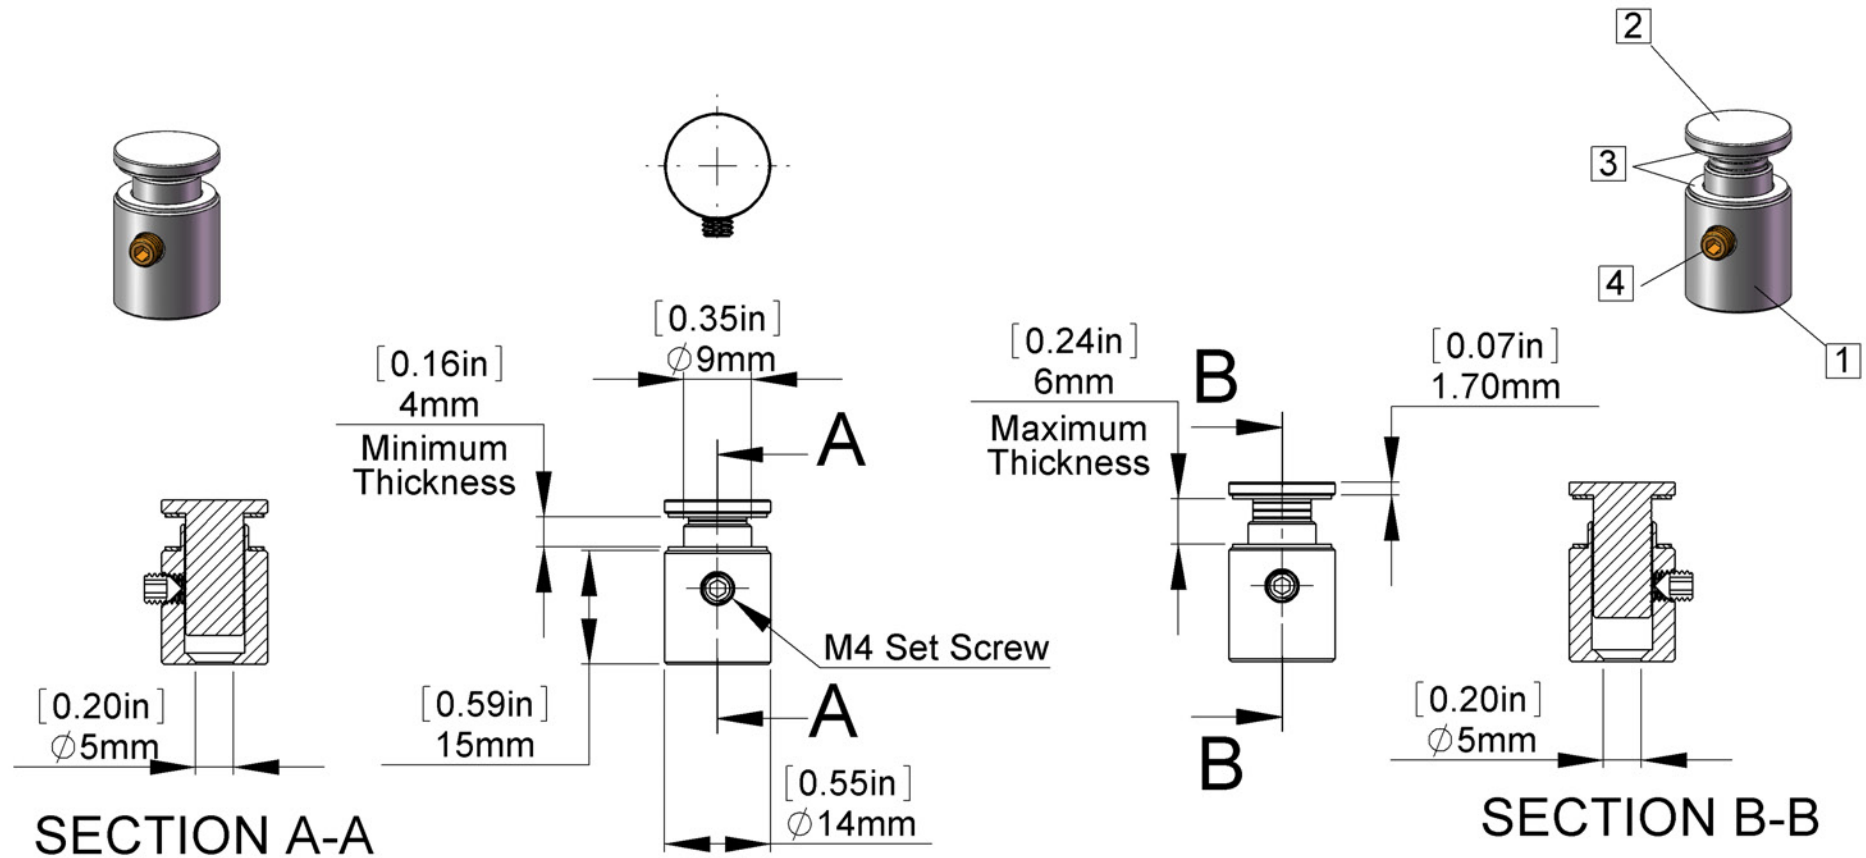 2
3
4
1
[0.35in]
∅9mm
[0.16in]
4mm
Minimum
Thickness
A
[0.24in]
6mm
Maximum
Thickness
B
[0.07in]
1.70mm
M4 Set Screw
[0.20in]
∅5mm
[0.59in]
15mm
A
[0.55in]
∅14mm
B
[0.20in]
∅5mm
SECTION A-A
SECTION B-B